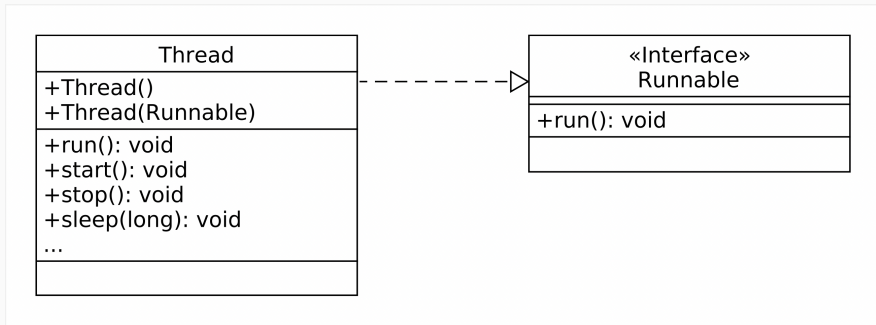 Thread
+Thread()
+Thread(Runnable)
+run(): void
+start(): void
+stop(): void
+sleep(long): void
...
«Interface»
Runnable
+run(): void